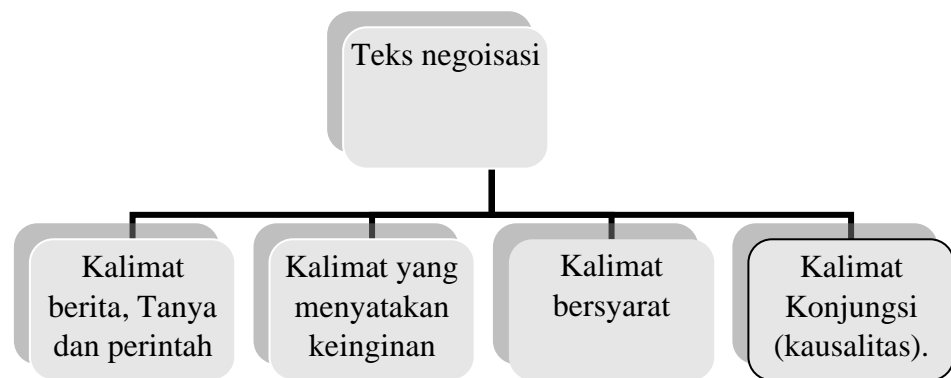 Teks negoisasi
Kalimat
berita, Tanya
dan perintah
Kalimat yang
menyatakan
keinginan
Kalimat
bersyarat
Kalimat
Konjungsi
(kausalitas).